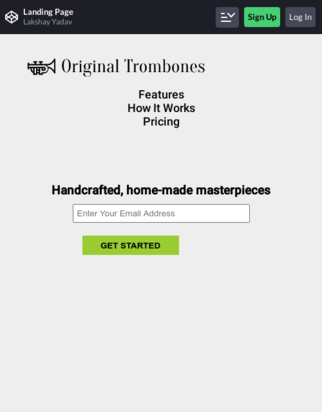 Landing Page
Lakshay Yadav
Sign Up
Log In
Original Trombones
Features
How It Works
Pricing
Handcrafted, home-made masterpieces
Enter Your Email Address
GET STARTED